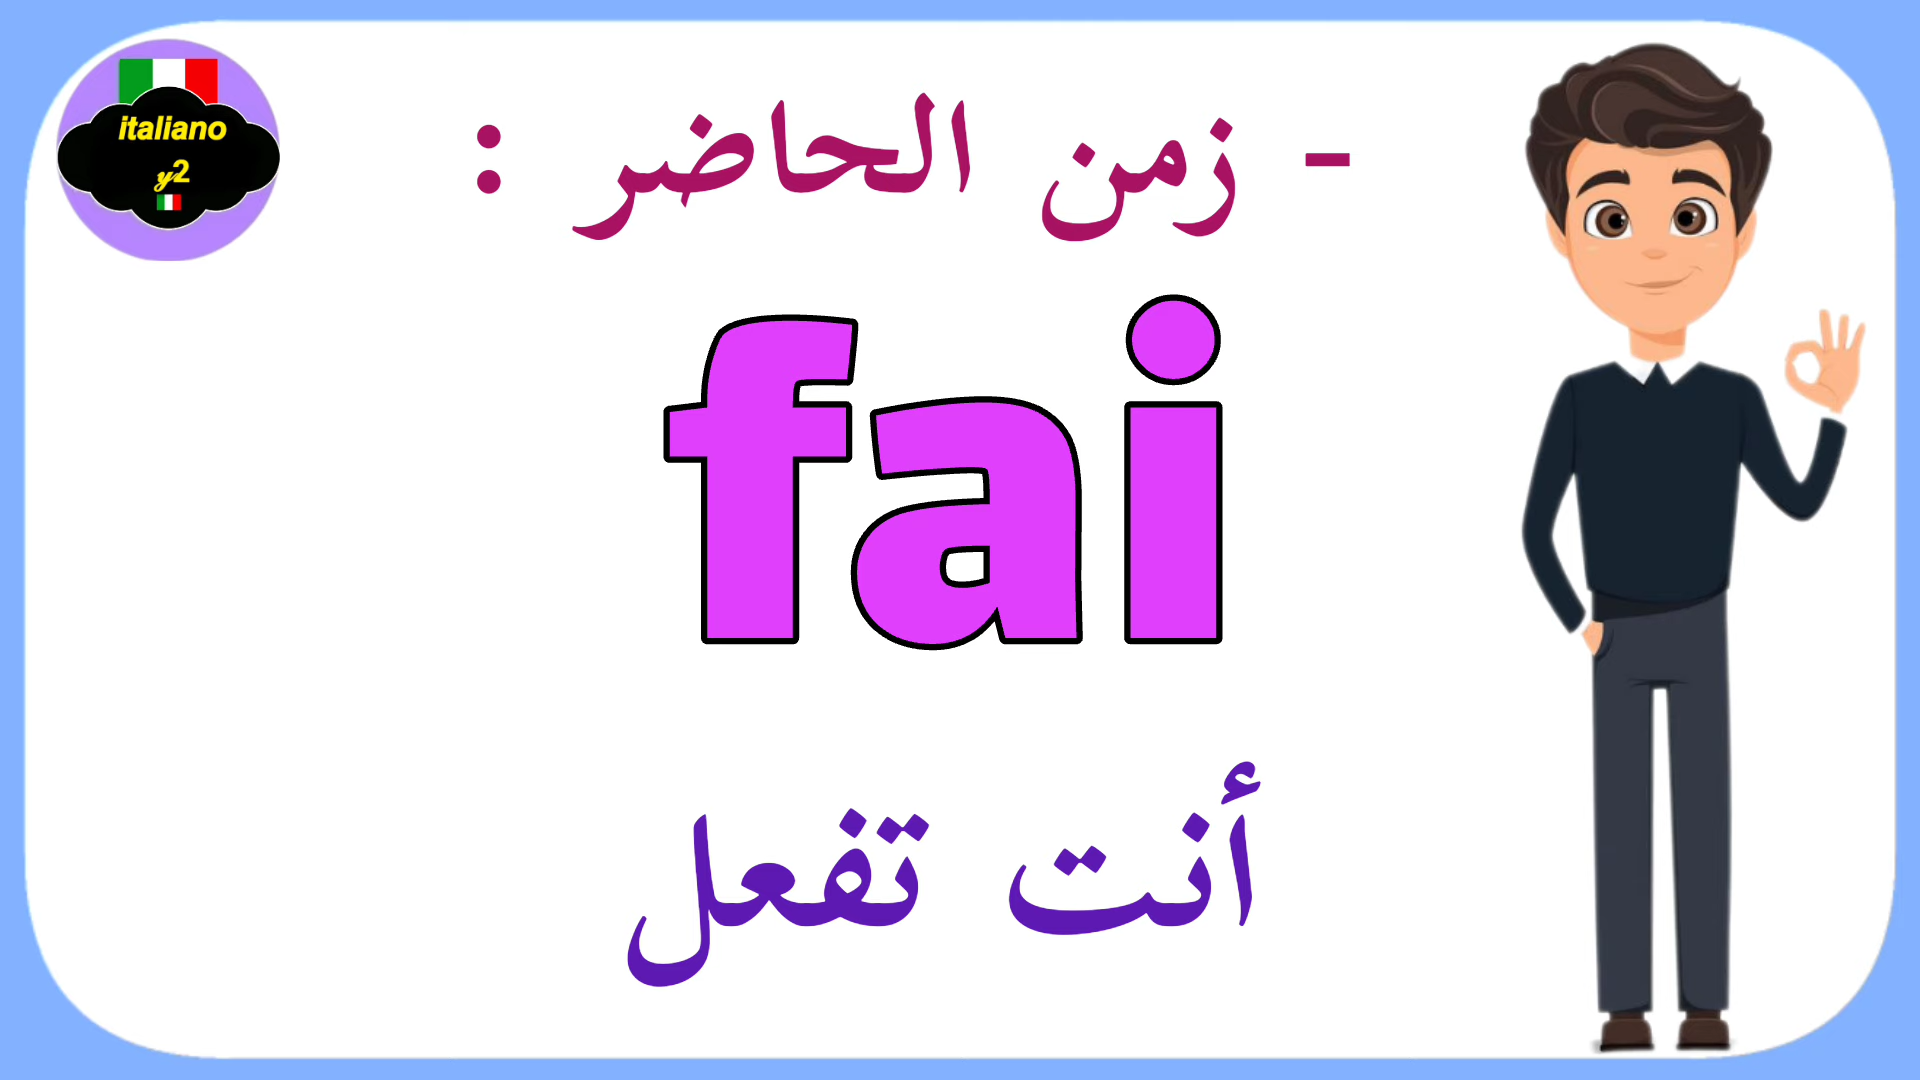 italiano
y2
- زمن الحاضر :
fai
أنت تفعل